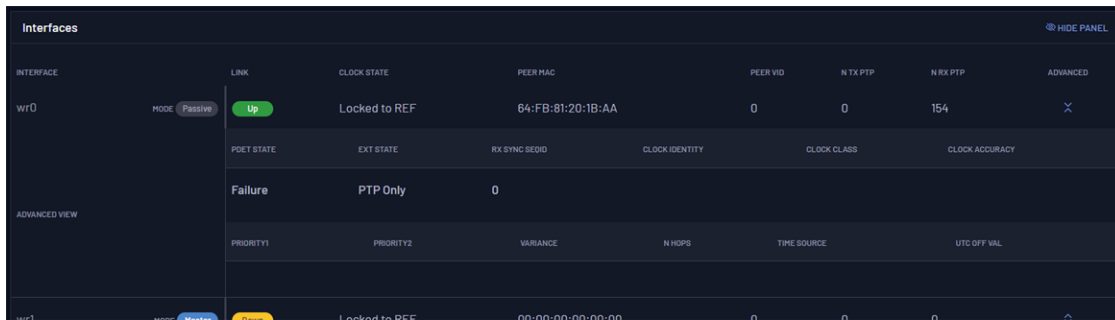 Interfaces HIDE PANEL
INTERFACE LINK CLOCK STATE PEER MAC PEER VID N TX PTP N RX PTP ADVANCED
wr0 MODE Passive Up Locked to REF 64:FB:81:20:1B:AA 0 0 154
PDET STATE EXT STATE RX SYNC SEQID CLOCK IDENTITY CLOCK CLASS CLOCK ACCURACY
Failure PTP Only 0
ADVANCED VIEW
PRIORITY1 PRIORITY2 VARIANCE N HOPS TIME SOURCE UTC OFF VAL
wr1 MODE Master Down Locked to REF 00:00:00:00:00:00 0 0 0